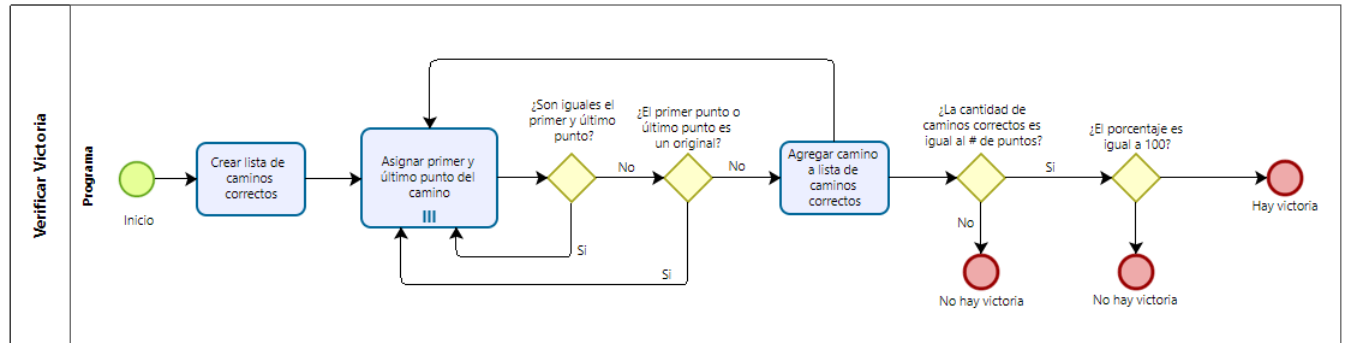 Verificar Victoria
Programa
Inicio
Crear lista de
caminos
correctos
Asignar primer y
último punto del
camino
¿Son iguales el
primer y último
punto?
No
Si
¿El primer punto o
último punto es
un original?
No
Si
Agregar camino
a lista de
caminos
correctos
¿La cantidad de
caminos correctos es
igual al # de puntos?
Si
No
No hay victoria
¿El porcentaje es
igual a 100?
No hay victoria
Hay victoria